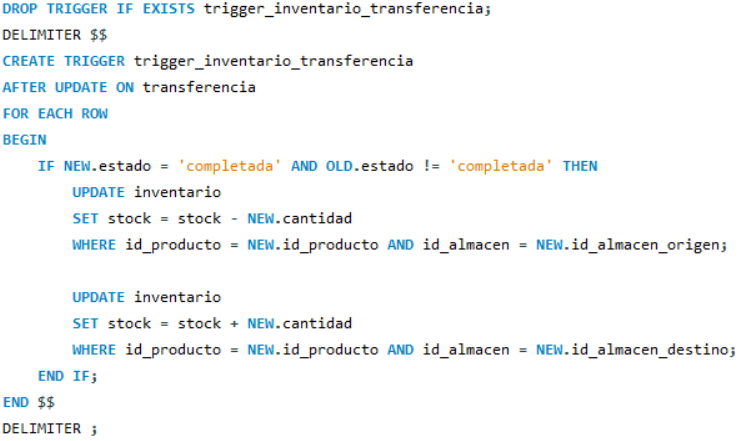 DROP TRIGGER IF EXISTS trigger_inventario_transferencia;
DELIMITER $$
CREATE TRIGGER trigger_inventario_transferencia
AFTER UPDATE ON transferencia
FOR EACH ROW
BEGIN
    IF NEW.estado = 'completada' AND OLD.estado != 'completada' THEN
        UPDATE inventario
        SET stock = stock - NEW.cantidad
        WHERE id_producto = NEW.id_producto AND id_almacen = NEW.id_almacen_origen;

        UPDATE inventario
        SET stock = stock + NEW.cantidad
        WHERE id_producto = NEW.id_producto AND id_almacen = NEW.id_almacen_destino;
    END IF;
END $$
DELIMITER ;